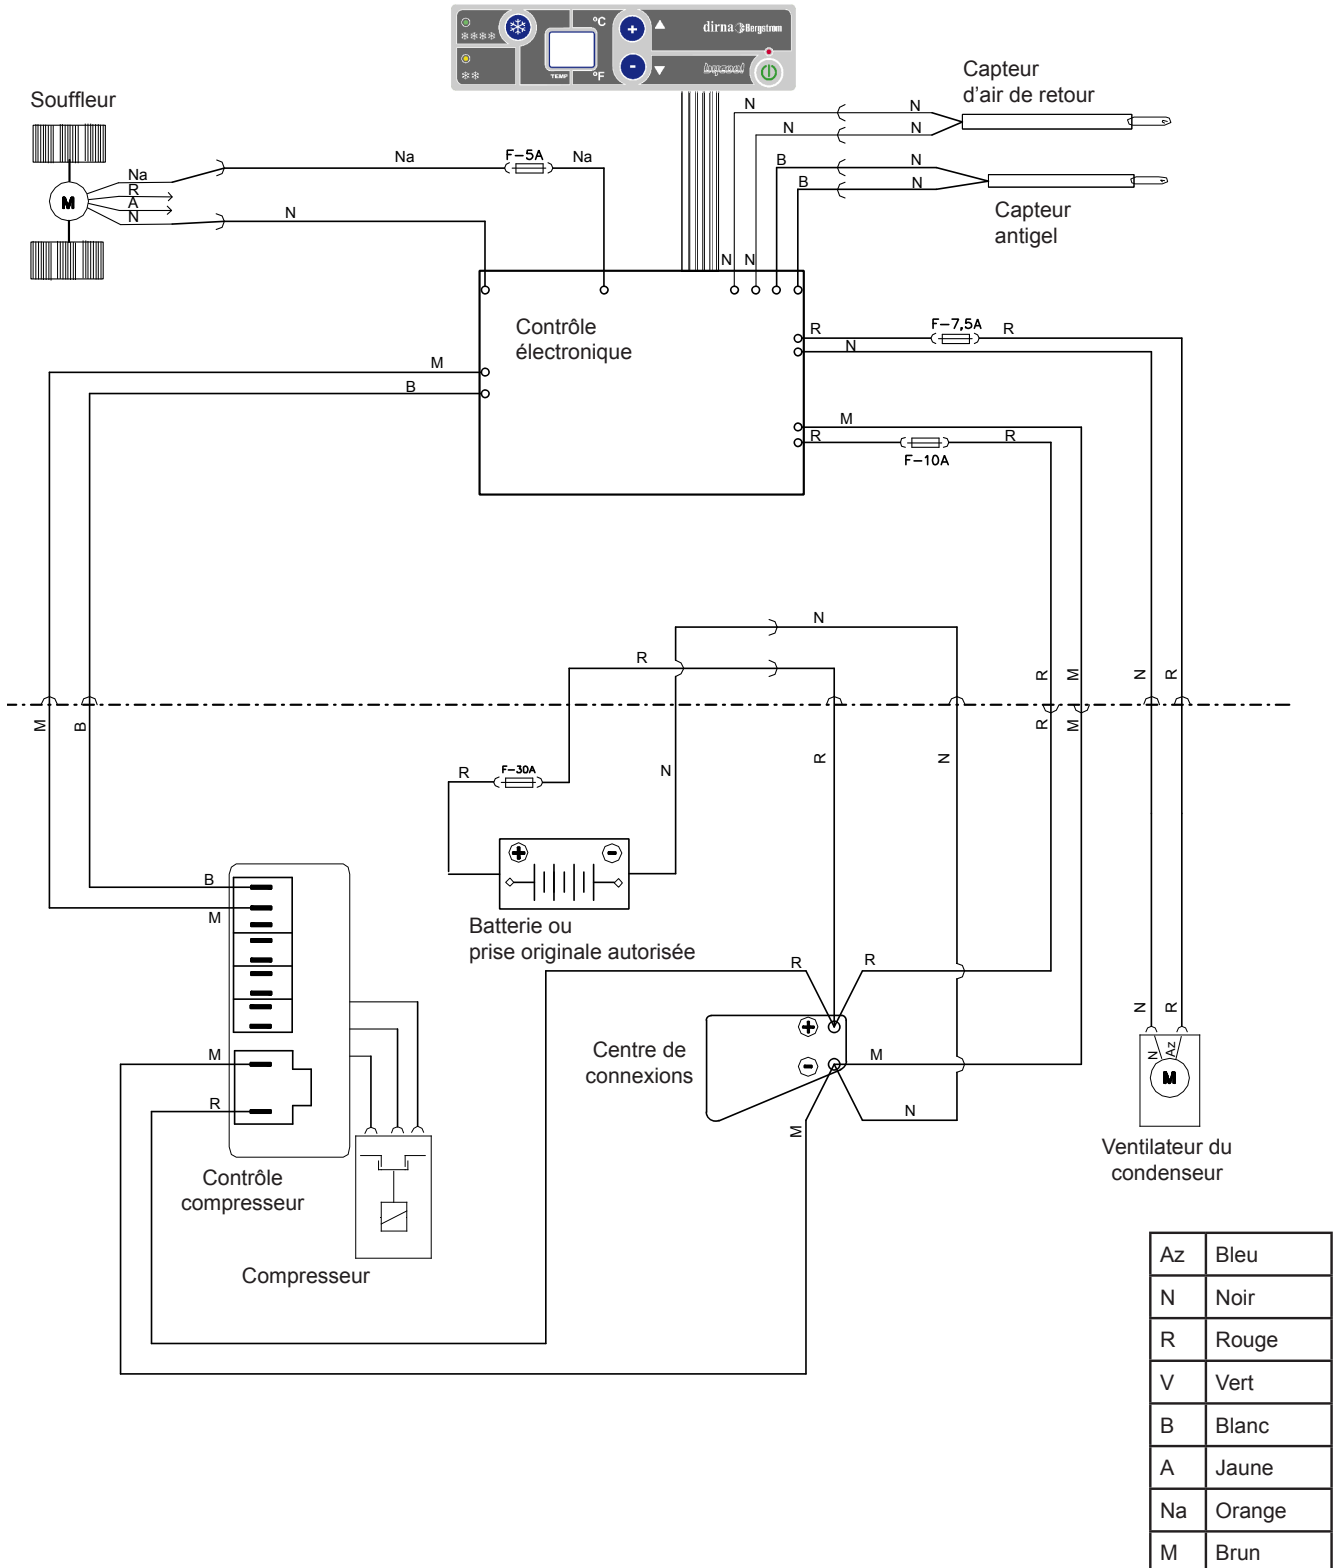 °C
+
dirna Bergstrom
TEMP
°F
-
bycool
Souffleur
Capteur
d'air de retour
N
N
N
N
Na
F-5A
Na
Na
R
A
N
M
N
B
N
B
N
Capteur
antigel
N
N
Contrôle
électronique
R
F-7,5A
R
N
M
B
M
R
F-10A
R
N
R
R
M
N
R
M
B
R
M
R
F-30A
N
R
N
+
-
Batterie ou
prise originale autorisée
B
M
R
R
+
-
M
Centre de
connexions
N
M
M
R
N
R
N
Az
M
Ventilateur du
condenseur
Contrôle
compresseur
Compresseur
Az Bleu
N Noir
R Rouge
V Vert
B Blanc
A Jaune
Na Orange
M Brun